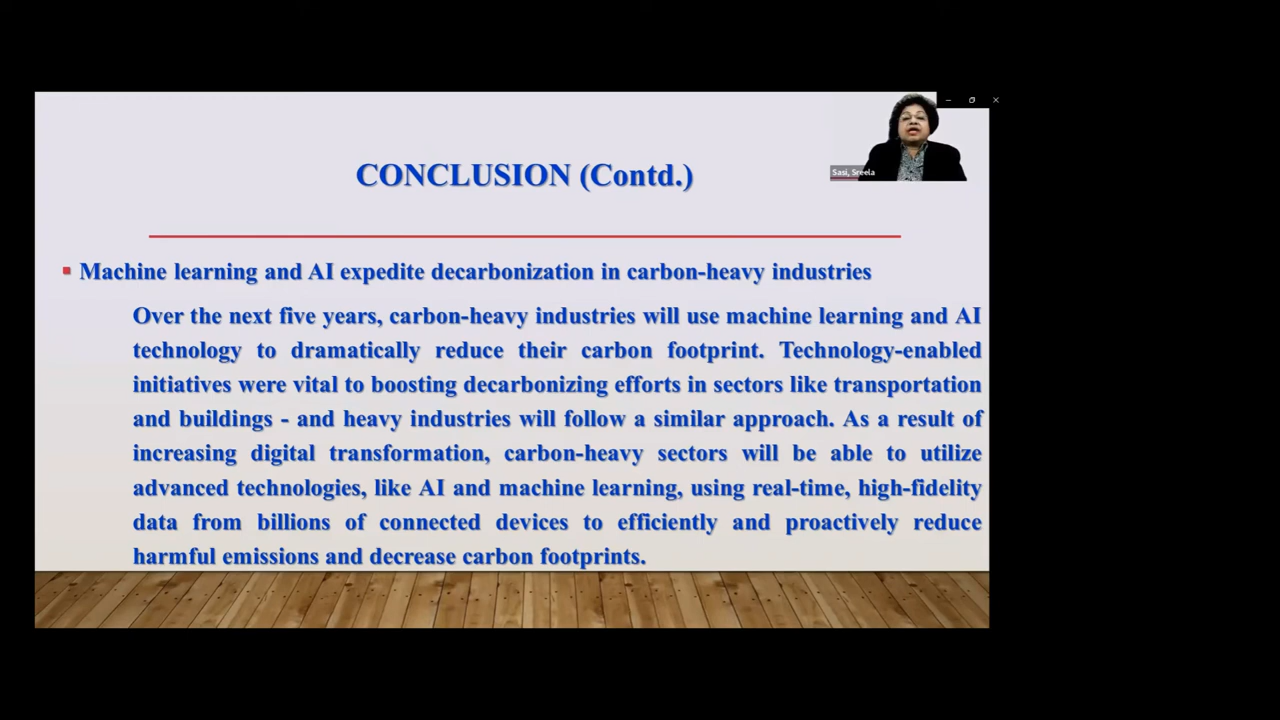 CONCLUSION (Contd.)
Sasi, Sreela
Machine learning and AI expedite decarbonization in carbon-heavy industries
Over the next five years, carbon-heavy industries will use machine learning and AI
technology to dramatically reduce their carbon footprint. Technology-enabled
initiatives were vital to boosting decarbonizing efforts in sectors like transportation
and buildings - and heavy industries will follow a similar approach. As a result of
increasing digital transformation, carbon-heavy sectors will be able to utilize
advanced technologies, like AI and machine learning, using real-time, high-fidelity
data from billions of connected devices to efficiently and proactively reduce
harmful emissions and decrease carbon footprints.